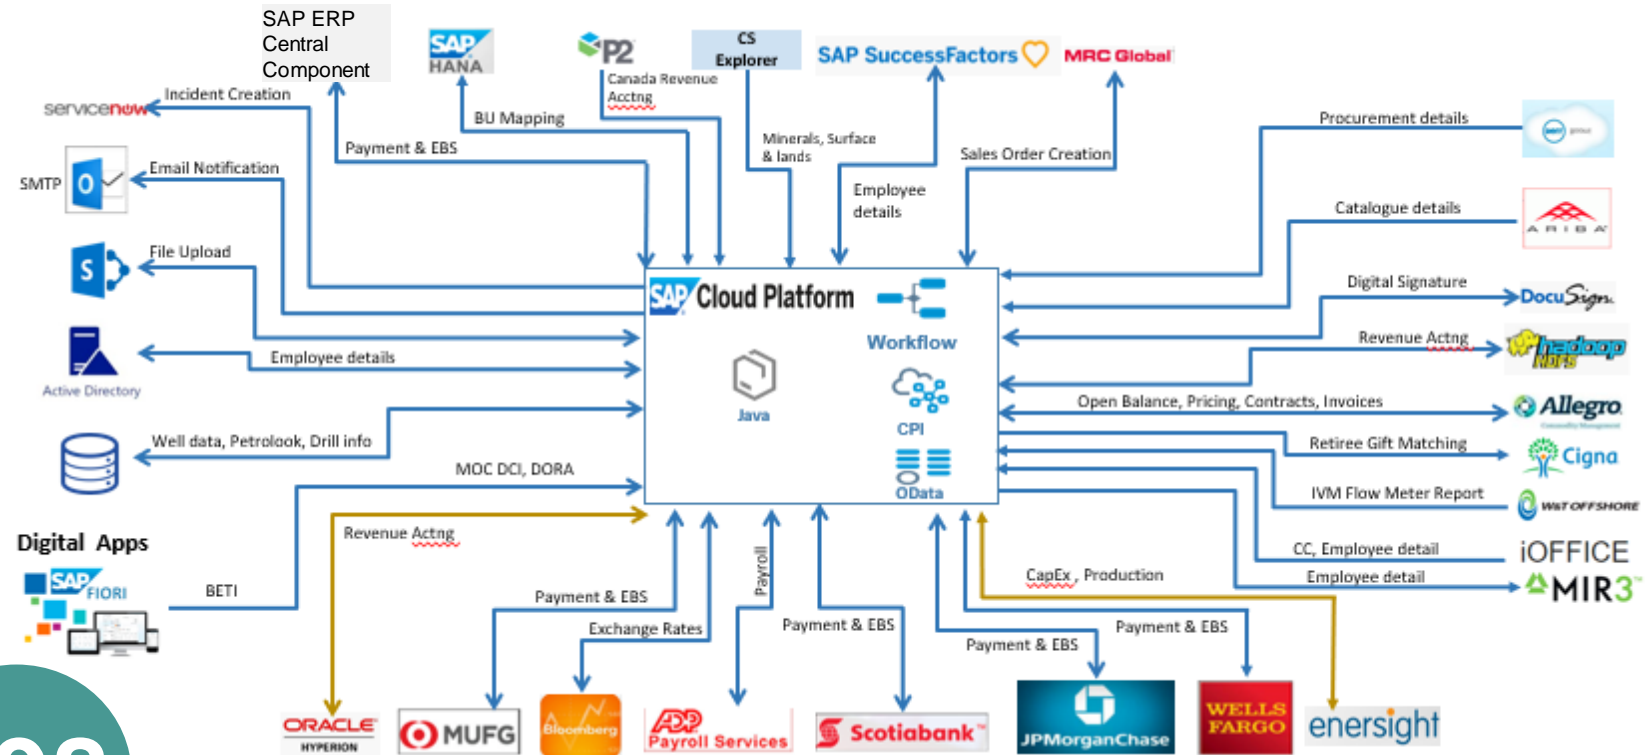 SAP ERP
Central
Component
SAP
HANA
P2
CS
Explorer
SAP SuccessFactors
MRC Global
Canada Revenue
Acctng
servicenow
Incident Creation
BU Mapping
Procurement details
Payment & EBS
Minerals, Surface
& lands
Sales Order Creation
SMTP
Email Notification
Employee
details
Catalogue details
ARIBA
S
File Upload
SAP Cloud Platform
Digital Signature
DocuSign
Workflow
Revenue Actng
hadoop
HDFS
Employee details
Active Directory
Java
Open Balance, Pricing, Contracts, Invoices
Allegro
Commodity Management
CPI
Well data, Petrolook, Drill info
Retiree Gift Matching
Cigna
MOC DCI, DORA
OData
IVM Flow Meter Report
W&T OFFSHORE
Revenue Actng
Digital Apps
CC, Employee detail
iOFFICE
SAP
FIORI
BETI
Payroll
CapEx , Production
Employee detail
MIR3
Payment & EBS
Exchange Rates
Payment & EBS
Payment & EBS
Payment & EBS
ORACLE
HYPERION
MUFG
Bloomberg
ADP
Payroll Services
Scotiabank
JPMorganChase
WELLS
FARGO
enersight